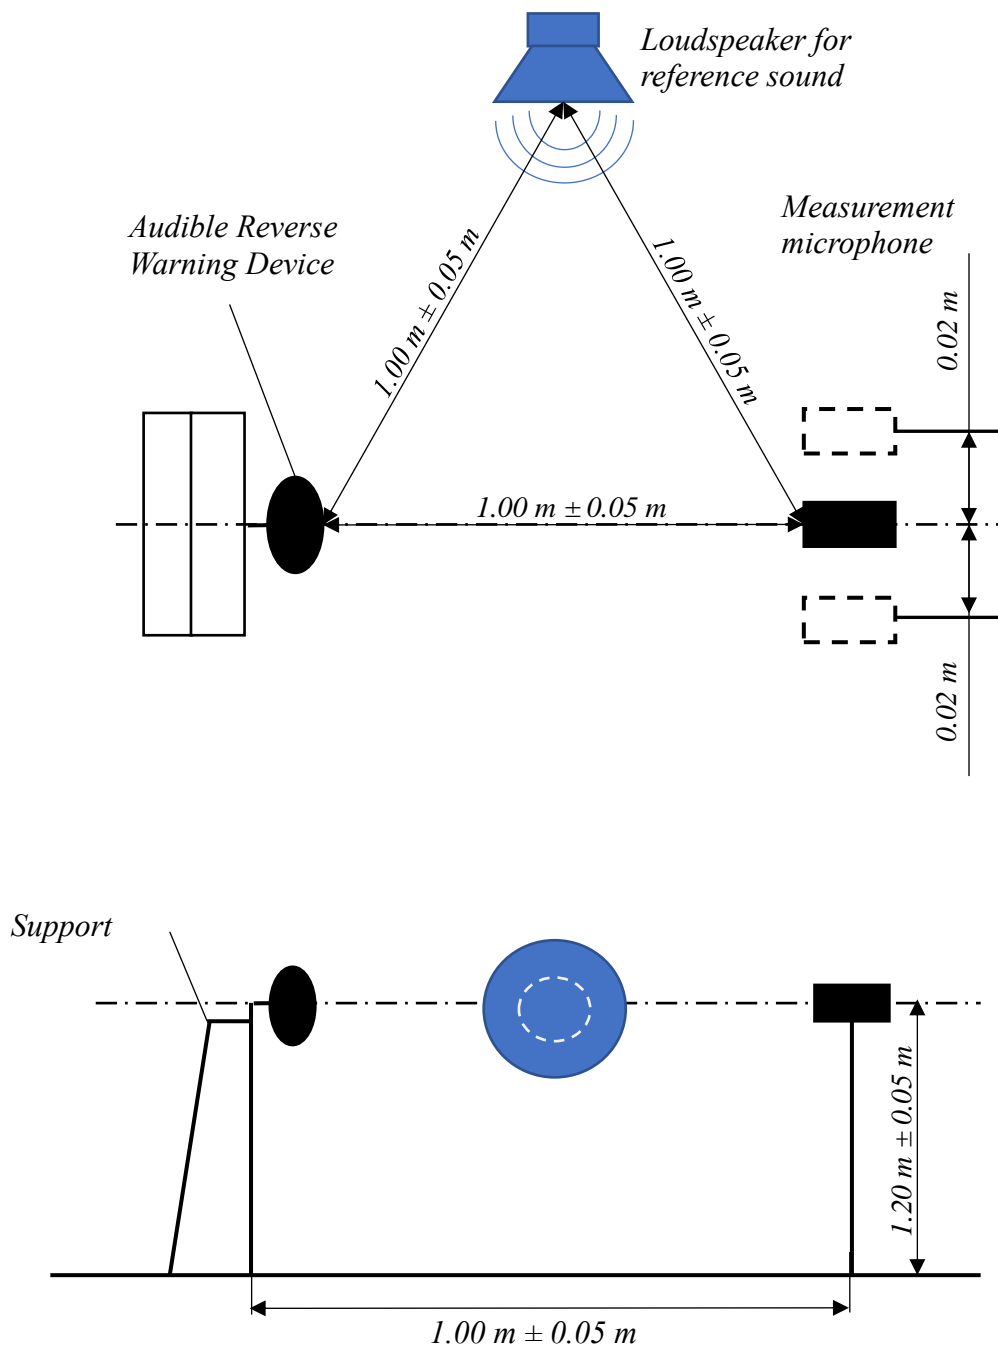 Loudspeaker for
reference sound
Audible Reverse
Warning Device
Measurement
microphone
1.00 m ± 0.05 m
1.00 m ± 0.05 m
0.02 m
1.00 m ± 0.05 m
0.02 m
Support
1.20 m ± 0.05 m
1.00 m ± 0.05 m